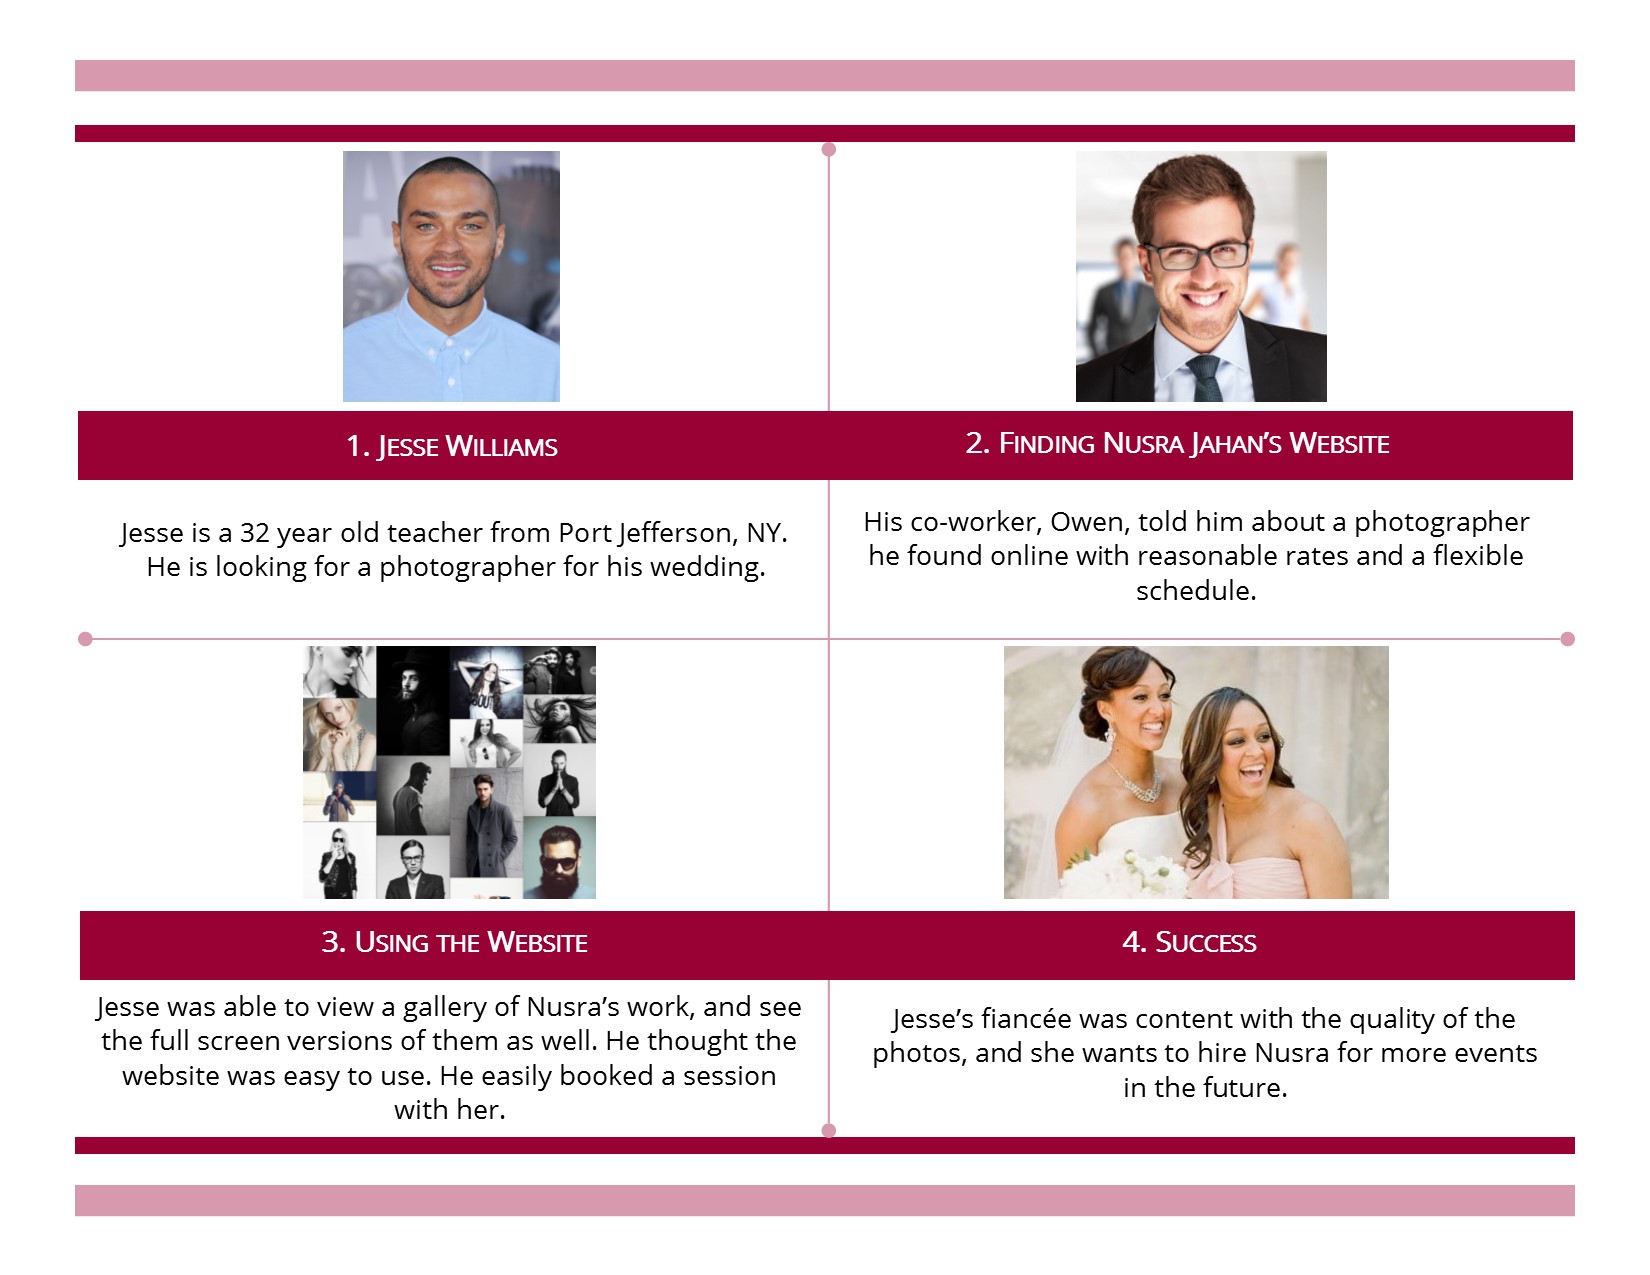 1. Jesse Williams
2. Finding Nusra Jahan’s Website
Jesse is a 32 year old teacher from Port Jefferson, NY.
He is looking for a photographer for his wedding.
His co-worker, Owen, told him about a photographer
he found online with reasonable rates and a flexible
schedule.
3. Using the Website
4. Success
Jesse was able to view a gallery of Nusra’s work, and see
the full screen versions of them as well. He thought the
website was easy to use. He easily booked a session
with her.
Jesse’s fiancée was content with the quality of the
photos, and she wants to hire Nusra for more events
in the future.